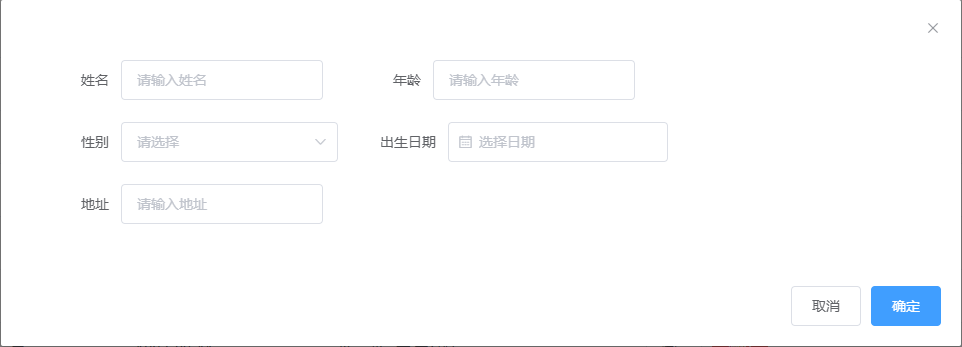 姓名 请输入姓名 年龄 请输入年龄
性别 请选择 出生日期 选择日期
地址 请输入地址
取消 确定